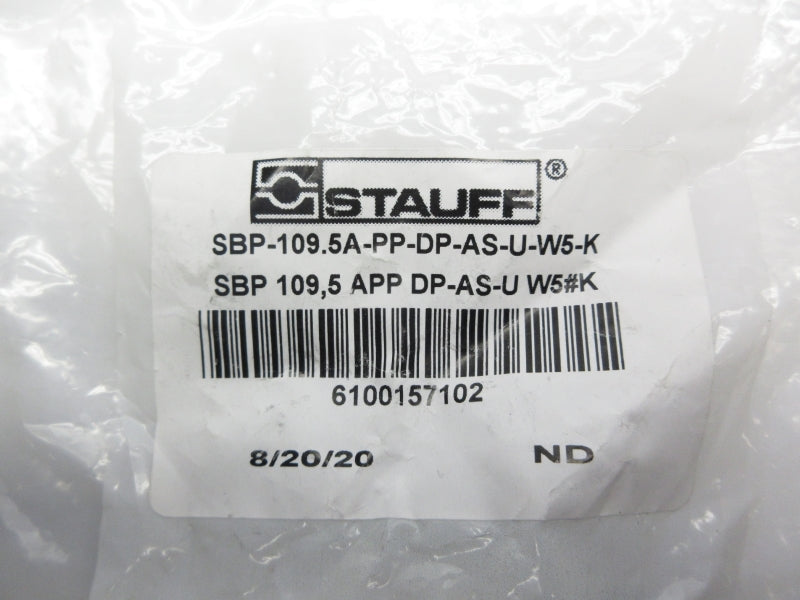 STAUFF®
SBP-109.5A-PP-DP-AS-U-W5-K
SBP 109,5 APP DP-AS-U W5#K
6100157102
8/20/20 ND